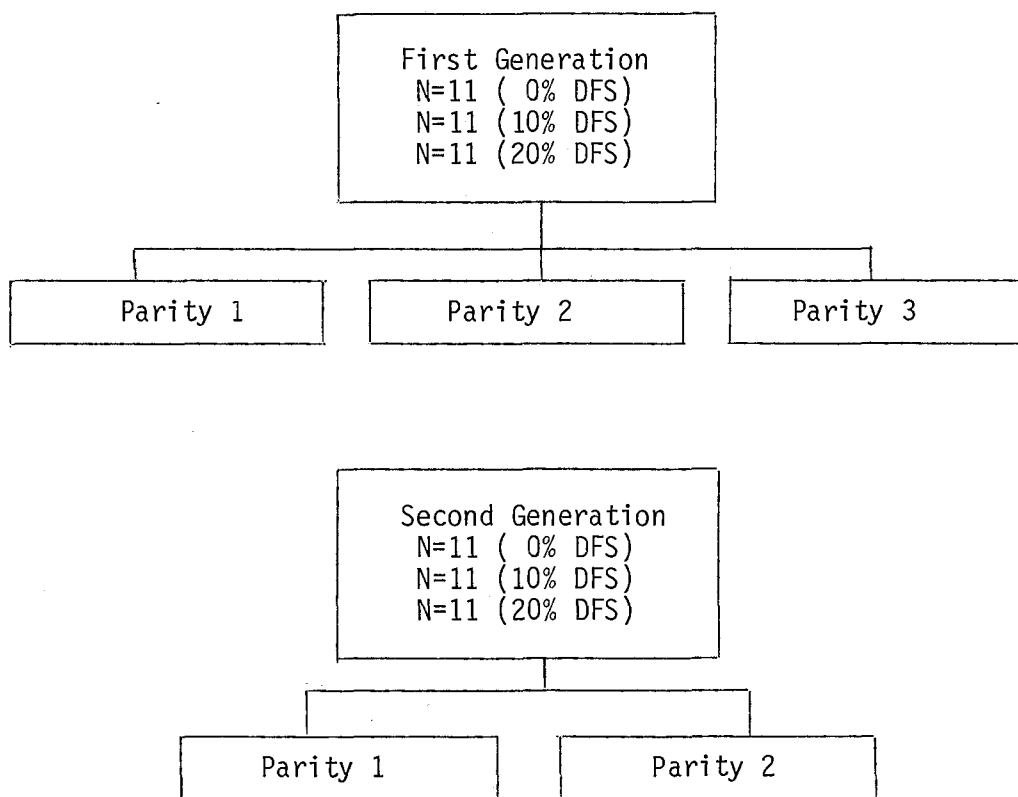 First Generation
N=11 ( 0% DFS)
N=11 (10% DFS)
N=11 (20% DFS)
Parity 1
Parity 2
Parity 3
Second Generation
N=11 ( 0% DFS)
N=11 (10% DFS)
N=11 (20% DFS)
Parity 1
Parity 2